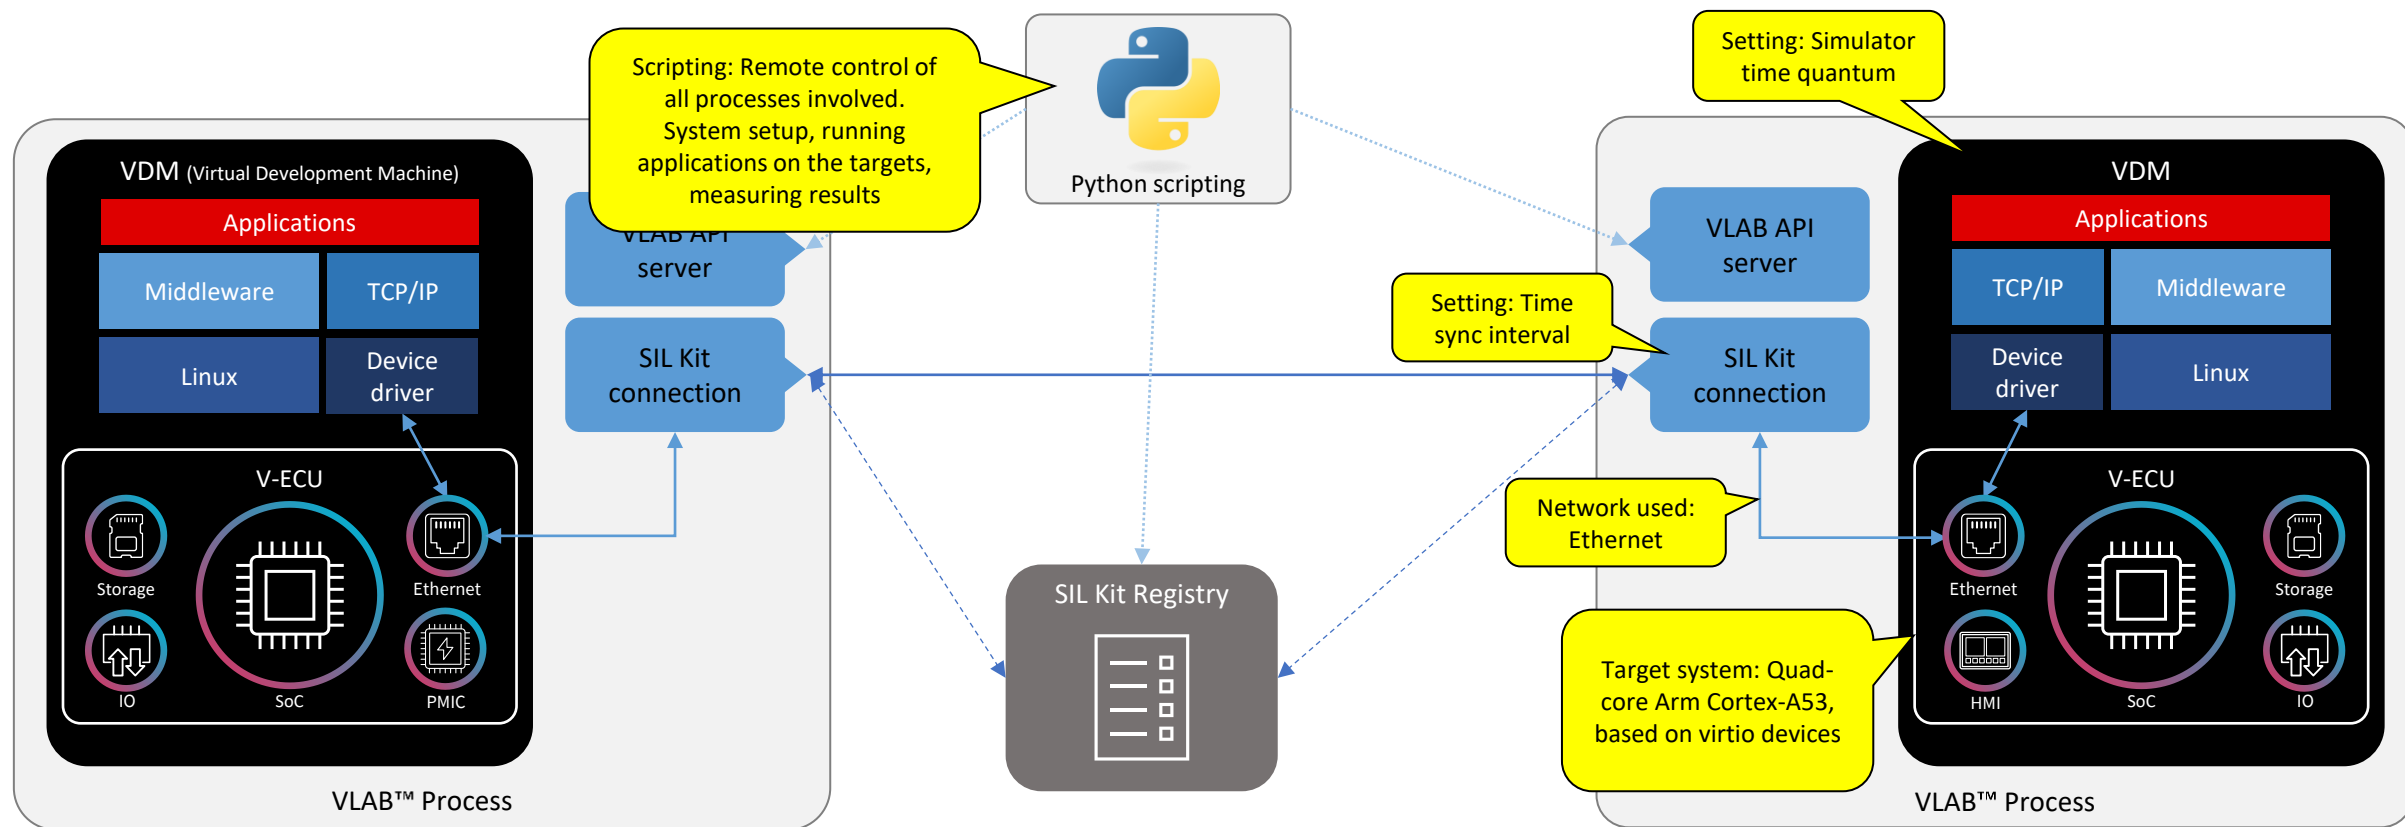 Scripting: Remote control of
all processes involved.
System setup, running
applications on the targets,
measuring results
Python scripting
Setting: Simulator
time quantum
VDM (Virtual Development Machine)
Applications
Middleware
TCP/IP
Linux
Device
driver
V-ECU
Storage
Ethernet
IO
SoC
PMIC
VLAB API
server
SIL Kit
connection
VLAB™ Process
SIL Kit Registry
Setting: Time
sync interval
Network used:
Ethernet
Target system: Quad-
core Arm Cortex-A53,
based on virtio devices
VLAB API
server
SIL Kit
connection
VDM
Applications
TCP/IP
Middleware
Device
driver
Linux
V-ECU
Ethernet
Storage
HMI
SoC
IO
VLAB™ Process